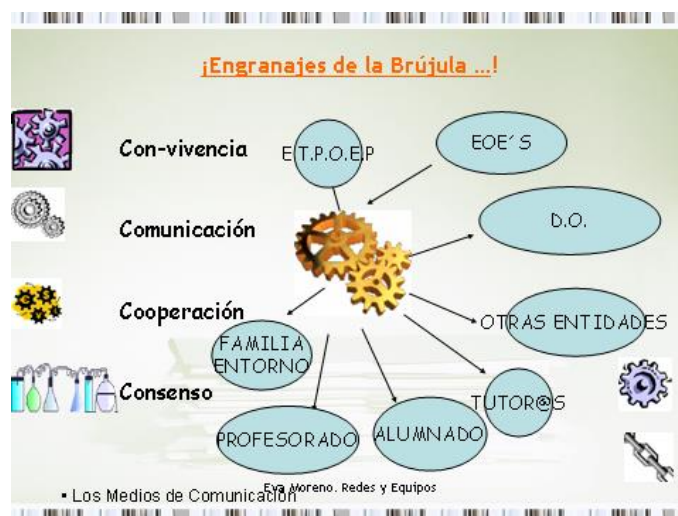 ¡Engranajes de la Brújula ...!
Con-vivencia
E.T.P.O.E.P
EOE´S
Comunicación
D.O.
Cooperación
OTRAS ENTIDADES
FAMILIA
ENTORNO
Consenso
TUTOR@S
PROFESORADO
ALUMNADO
Eva Moreno. Redes y Equipos
▪ Los Medios de Comunicación